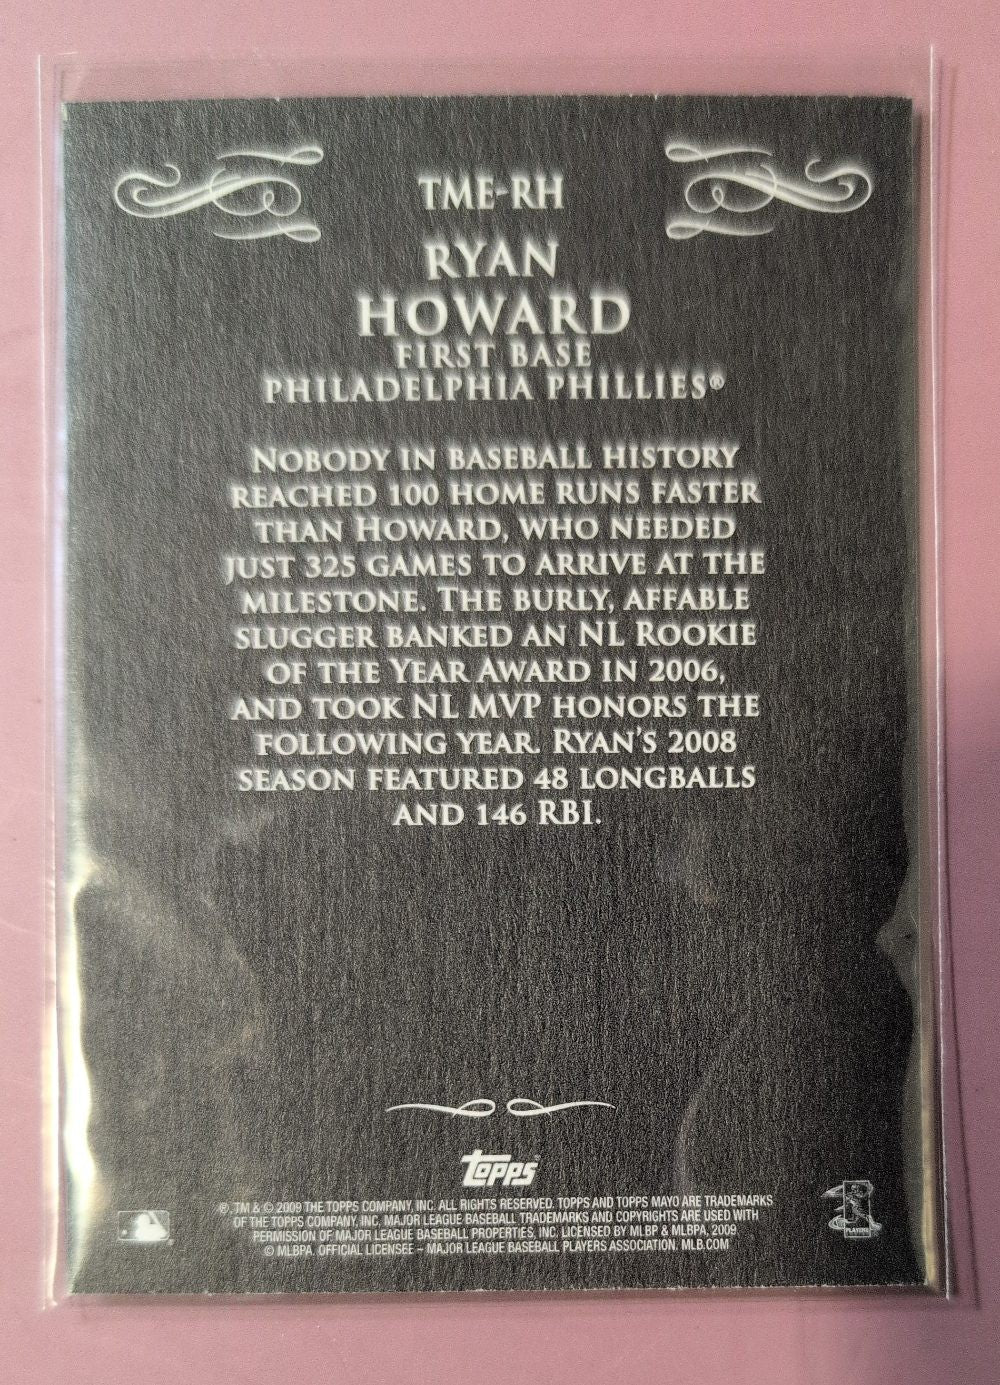 TME-RH
RYAN
HOWARD
FIRST BASE
PHILADELPHIA PHILLIES®
NOBODY IN BASEBALL HISTORY
REACHED 100 HOME RUNS FASTER
THAN HOWARD, WHO NEEDED
JUST 325 GAMES TO ARRIVE AT THE
MILESTONE. THE BURLY, AFFABLE
SLUGGER BANKED AN NL ROOKIE
OF THE YEAR AWARD IN 2006,
AND TOOK NL MVP HONORS THE
FOLLOWING YEAR. RYAN'S 2008
SEASON FEATURED 48 LONGBALLS
AND 146 RBI.
Topps
®, TM & © 2009 THE TOPPS COMPANY, INC. ALL RIGHTS RESERVED. TOPPS AND TOPPS MAYO ARE TRADEMARKS
OF THE TOPPS COMPANY, INC. MAJOR LEAGUE BASEBALL TRADEMARKS AND COPYRIGHTS ARE USED WITH
PERMISSION OF MAJOR LEAGUE BASEBALL PROPERTIES, INC. LICENSED BY MLBP & MLBPA, 2009
© MLBPA. OFFICIAL LICENSEE – MAJOR LEAGUE BASEBALL PLAYERS ASSOCIATION. MLB.COM